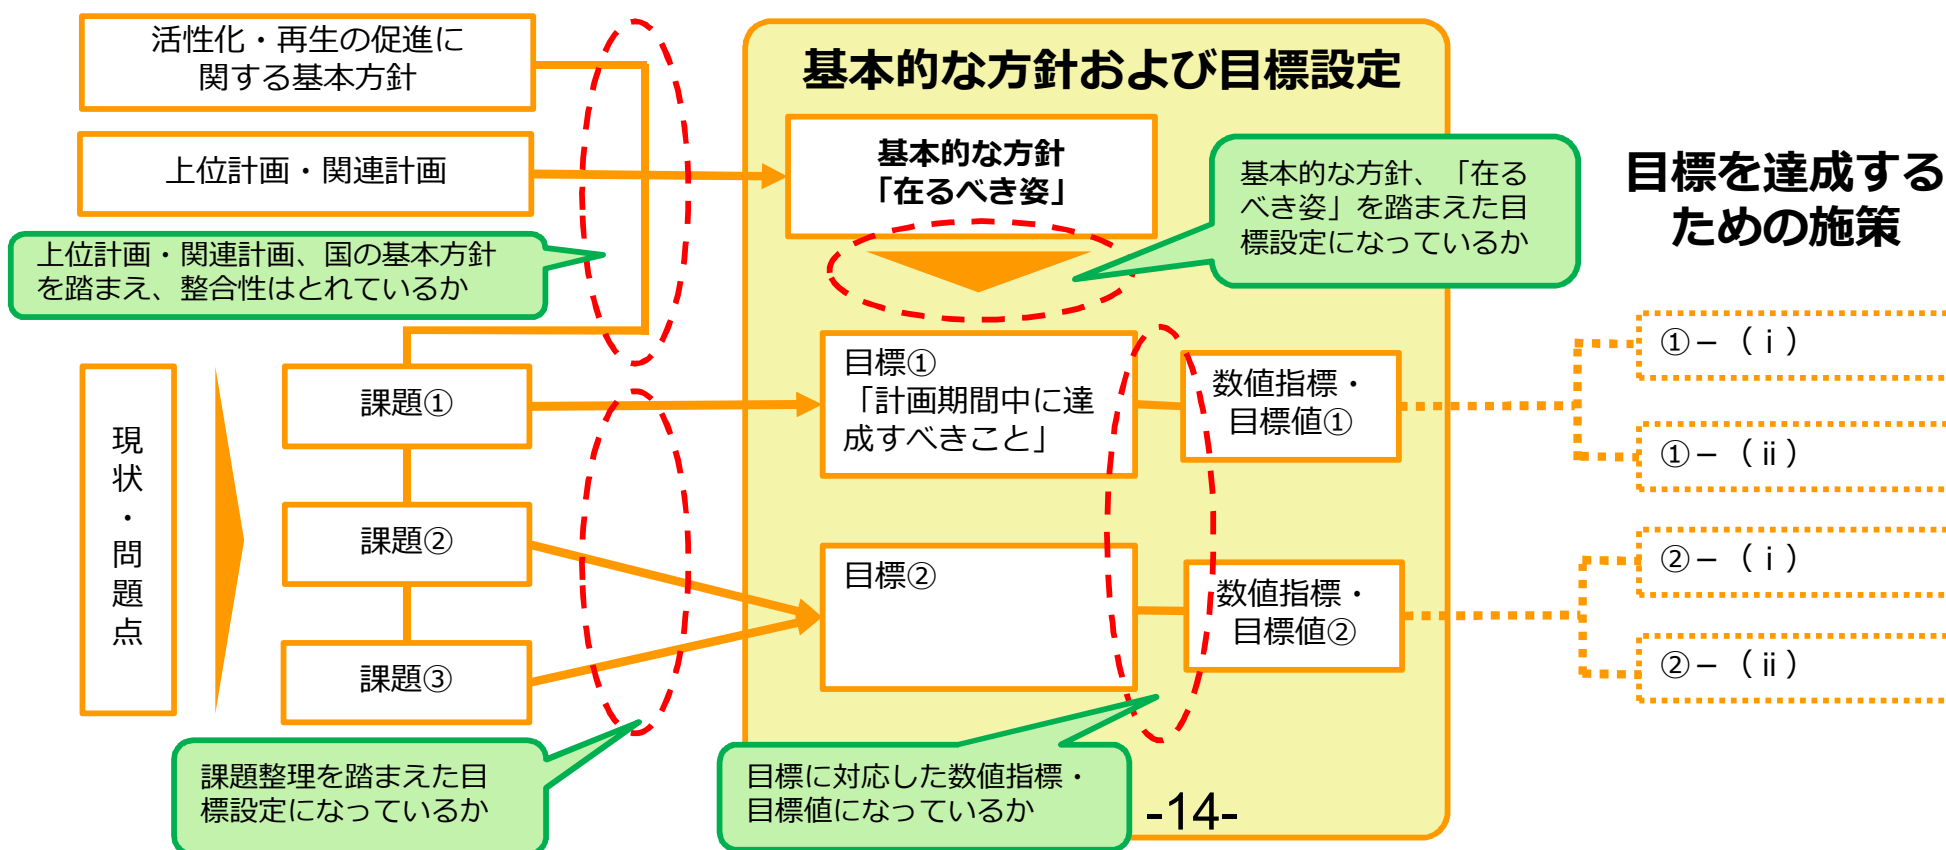 活性化・再生の促進に
関する基本方針
上位計画・関連計画
上位計画・関連計画、国の基本方針
を踏まえ、整合性はとれているか
現
状
・
問
題
点
課題①
課題②
課題③
課題整理を踏まえた目
標設定になっているか
基本的な方針および目標設定
基本的な方針
「在るべき姿」
基本的な方針、「在る
べき姿」を踏まえた目
標設定になっているか
目標①
「計画期間中に達
成すべきこと」
数値指標・
目標値①
目標②
数値指標・
目標値②
目標に対応した数値指標・
目標値になっているか
-14-
目標を達成する
ための施策
①－（ⅰ）
①－（ⅱ）
②－（ⅰ）
②－（ⅱ）